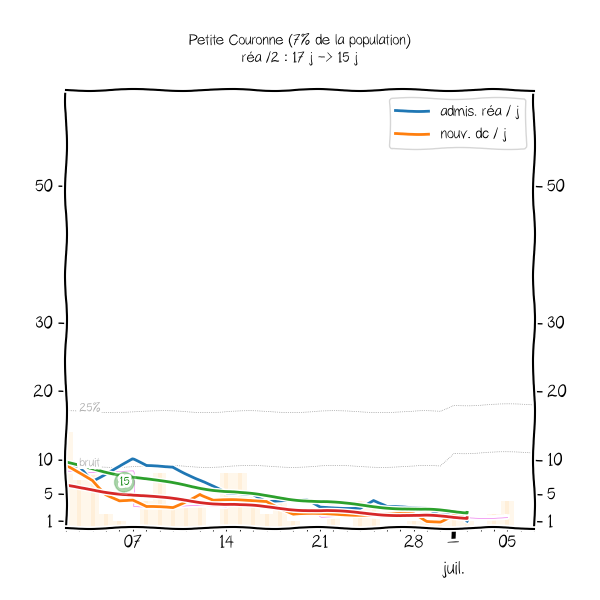 Petite Couronne (7% de la population)
réa /2 : 17 j -> 15 j
admis. réa / j
nouv. dc / j
50 50
30 30
20 20
25%
10 10
bruit
15
5 5
1 1
07 14 21 28 1 05
juil.